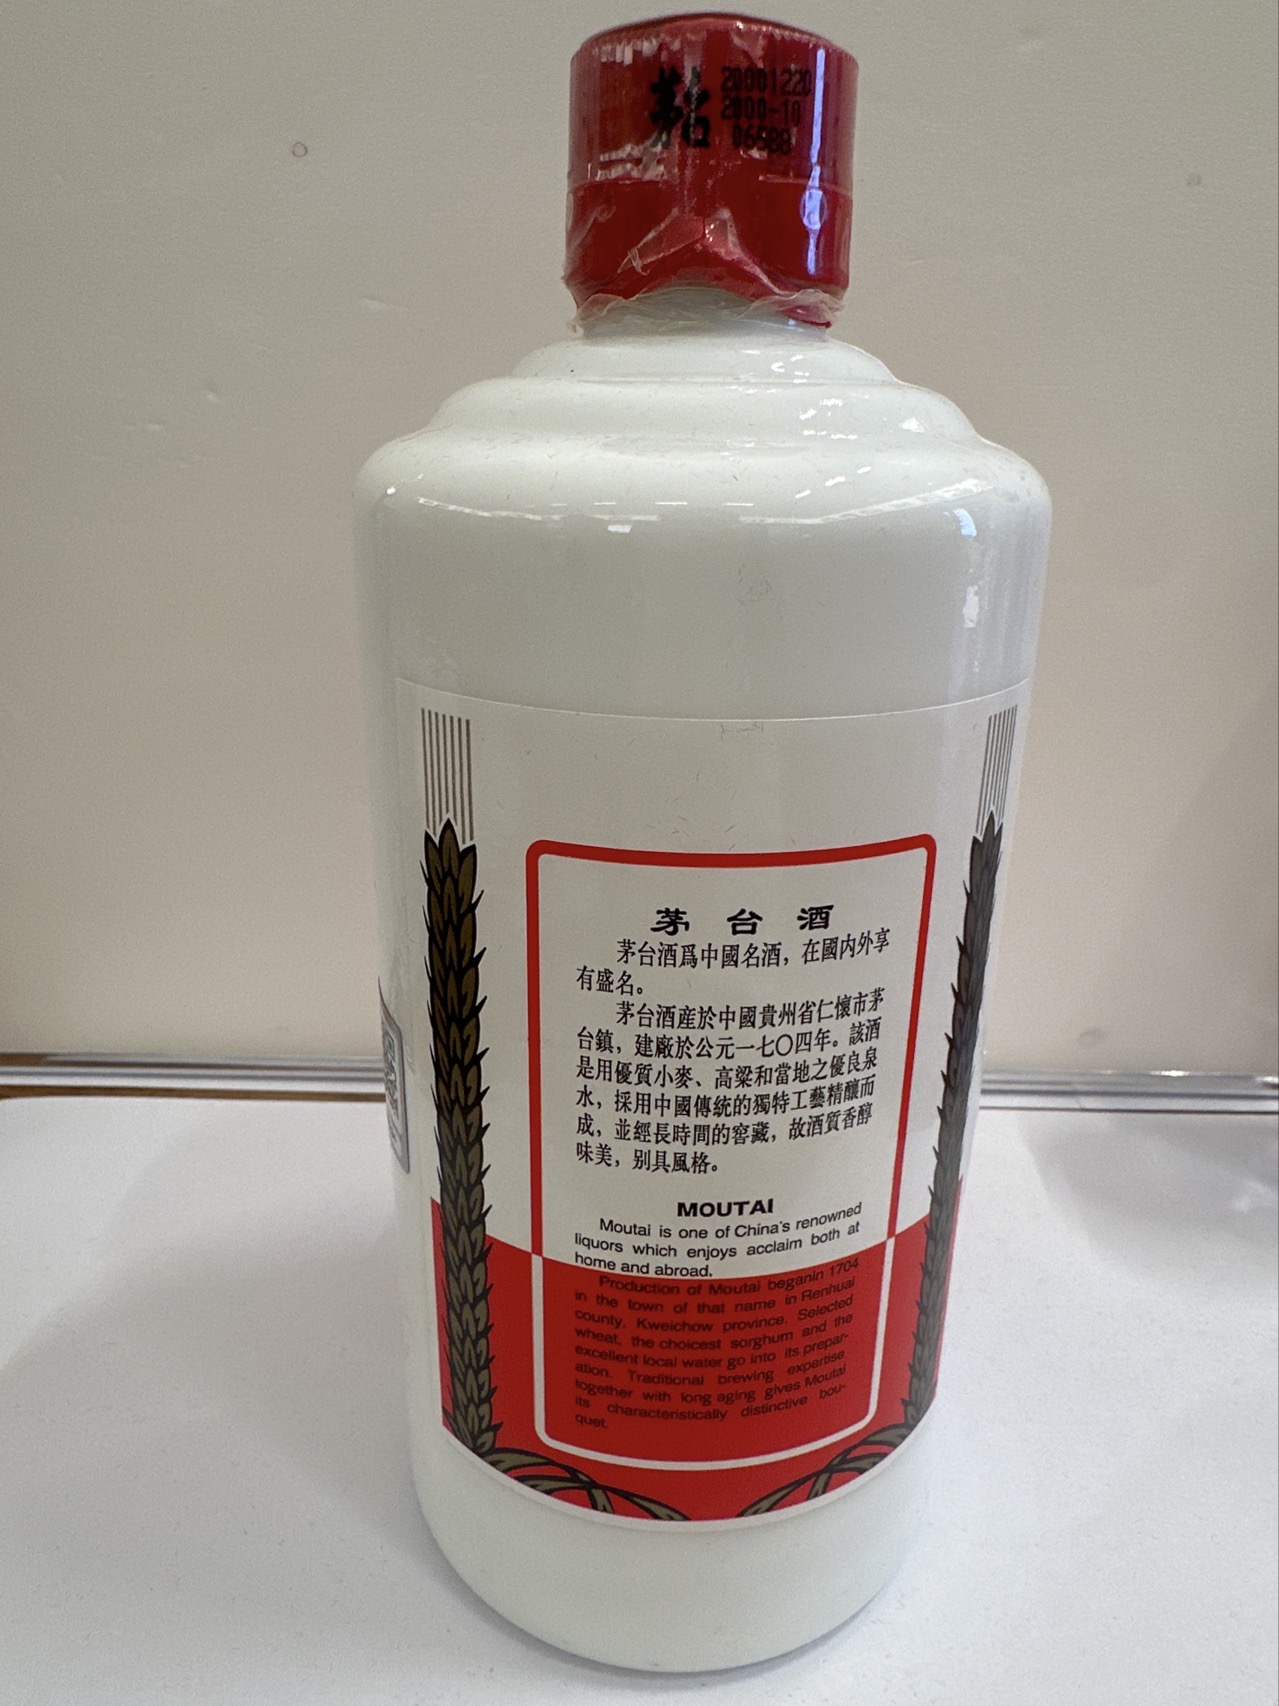 茅台
20001220
2000-10
06588
茅台酒
茅台酒爲中國名酒，在國内外享
有盛名。
茅台酒産於中國貴州省仁懷市茅
台鎮，建廠於公元一七〇四年。該酒
是用優質小麥、高梁和當地之優良泉
水，採用中國傳統的獨特工藝精釀而
成，並經長時間的窖藏，故酒質香醇
味美，别具風格。
MOUTAI
Moutai is one of China's renowned
liquors which enjoys acclaim both at
home and abroad.
Production of Moutai beganin 1704
in the town of that name in Renhuai
county, Kweichow province. Selected
wheat, the choicest sorghum and the
excellent local water go into its prepar-
ation. Traditional brewing expertise
together with long aging gives Moutai
its characteristically distinctive bou-
quet.